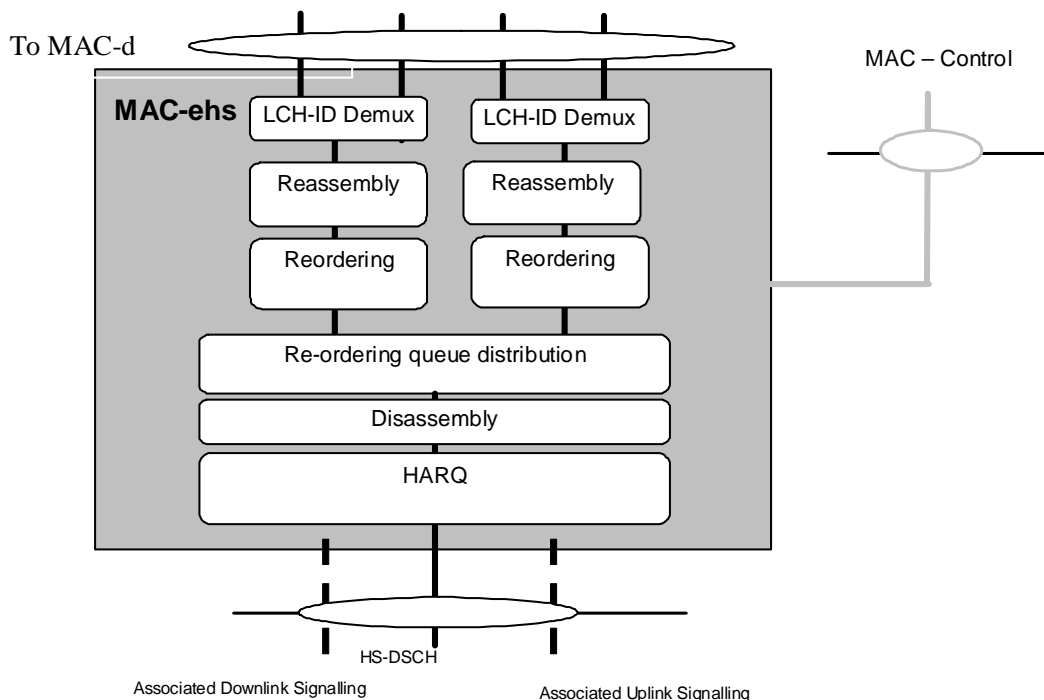 To MAC-d
MAC – Control
MAC-ehs
LCH-ID Demux
LCH-ID Demux
Reassembly
Reassembly
Reordering
Reordering
Re-ordering queue distribution
Disassembly
HARQ
HS-DSCH
Associated Downlink Signalling
Associated Uplink Signalling